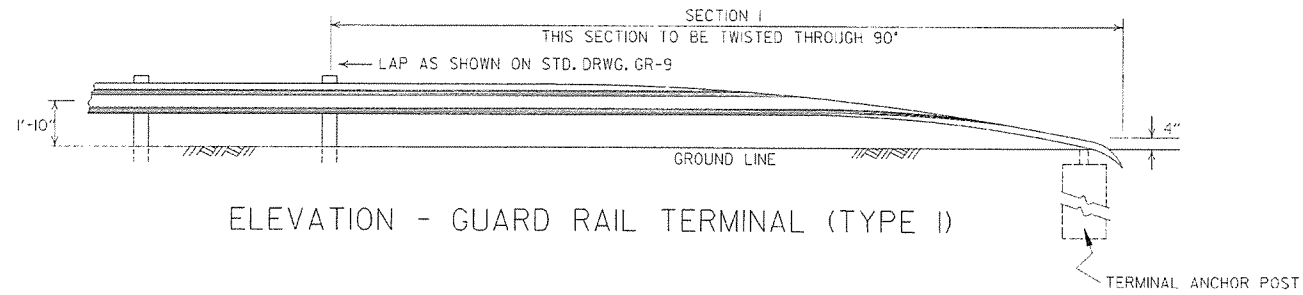 SECTION I
THIS SECTION TO BE TWISTED THROUGH 90°
LAP AS SHOWN ON STD. DRWG. GR-9
1'-10"
4"
GROUND LINE
ELEVATION - GUARD RAIL TERMINAL (TYPE I)
TERMINAL ANCHOR POST